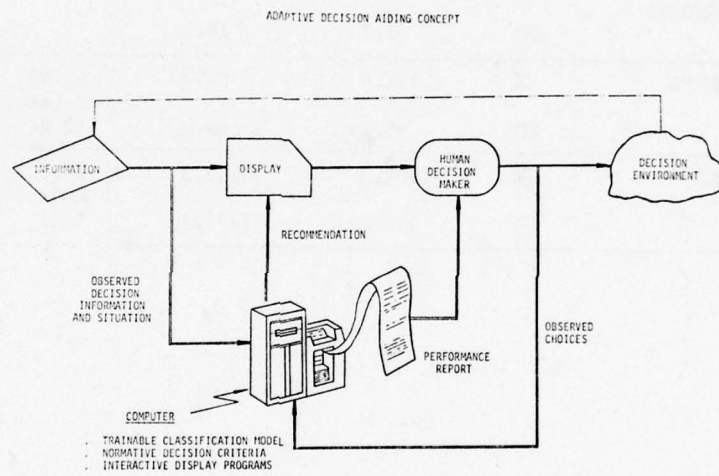 ADAPTIVE DECISION AIDING CONCEPT
INFORMATION
DISPLAY
HUMAN
DECISION
MAKER
DECISION
ENVIRONMENT
RECOMMENDATION
OBSERVED
DECISION
INFORMATION
AND SITUATION
PERFORMANCE
REPORT
OBSERVED
CHOICES
COMPUTER
. TRAINABLE CLASSIFICATION MODEL
. NORMATIVE DECISION CRITERIA
. INTERACTIVE DISPLAY PROGRAMS